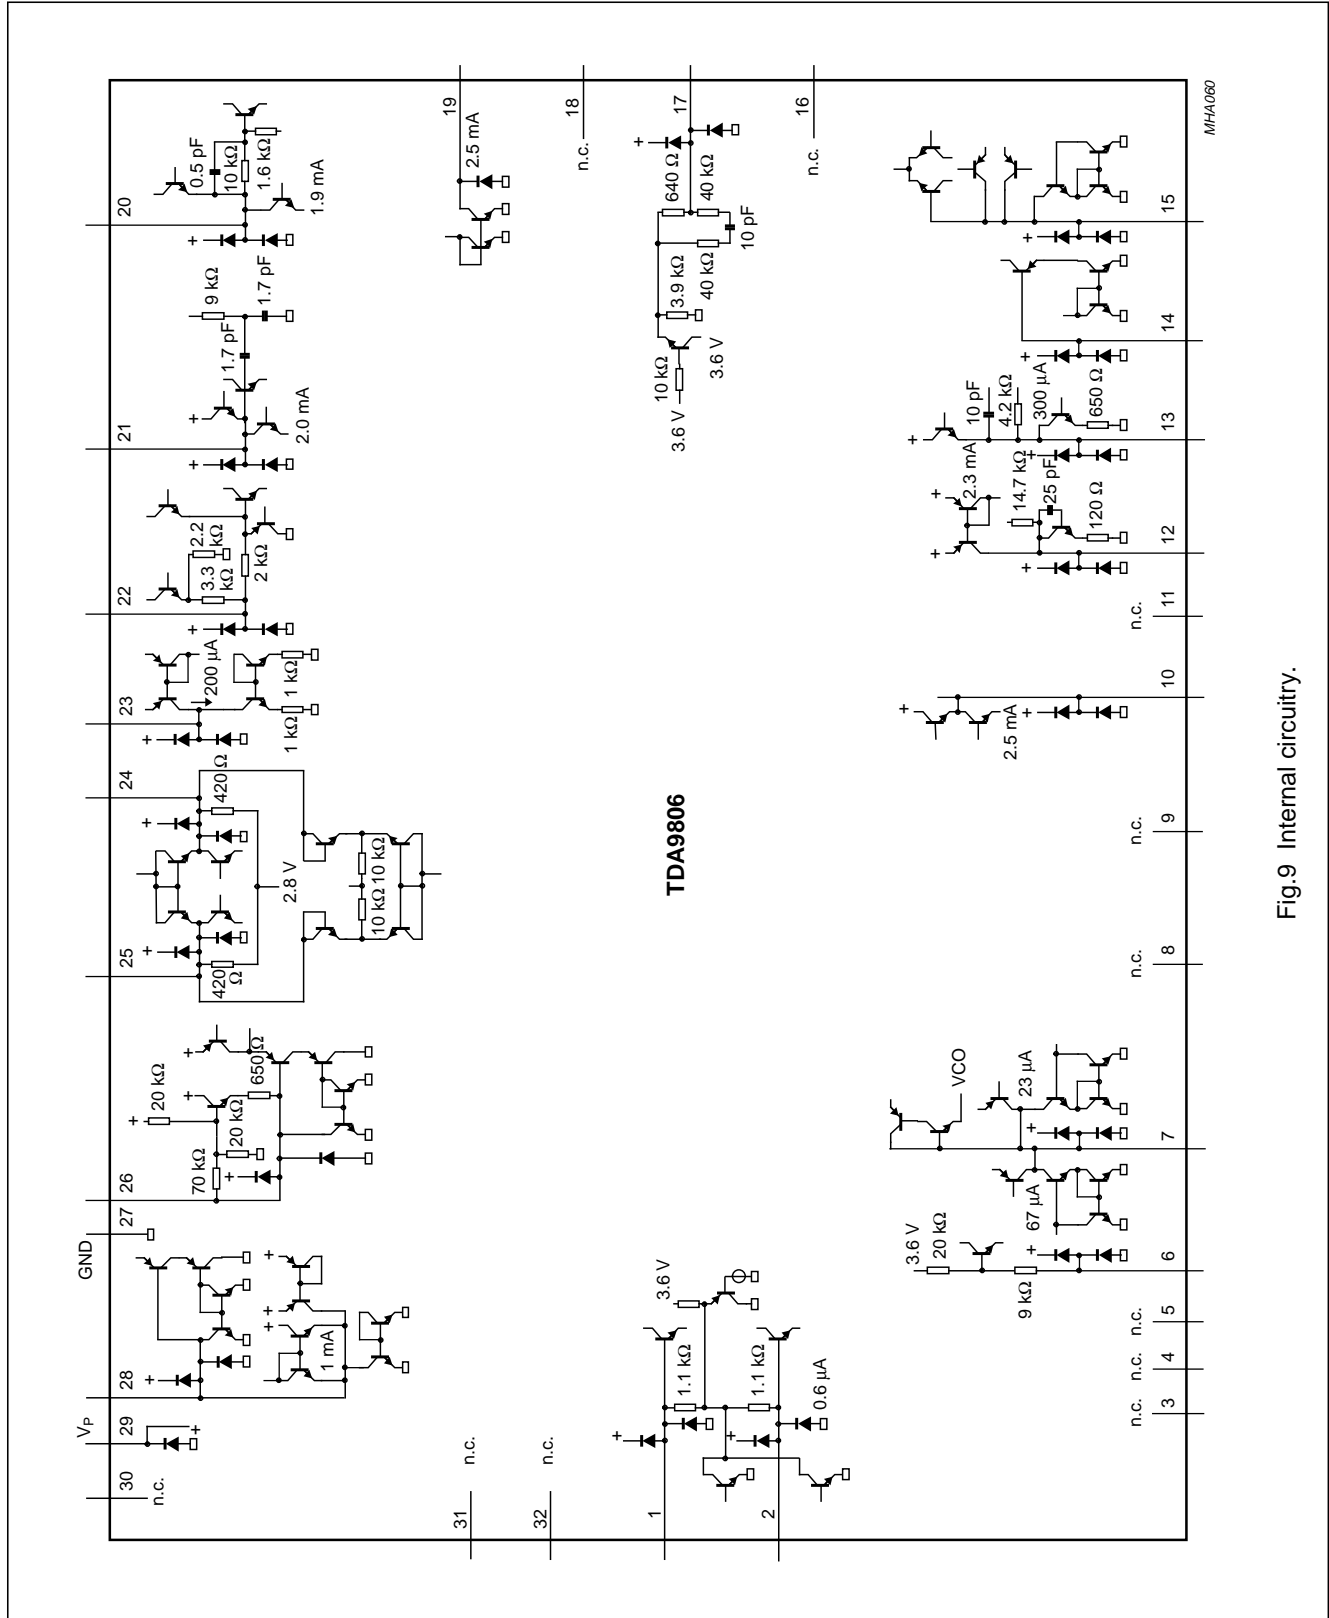 30
29
28
27
26
25
24
23
22
21
20
VP
GND
n.c.
+
+
+
+
+
+
1 mA
+
20 kΩ
+
+
70 kΩ
+
20 kΩ
650 Ω
+
+
420 Ω
420 Ω
2.8 V
10 kΩ
10 kΩ
+
200 µA
1 kΩ
1 kΩ
+
3.3 kΩ
2.2 kΩ
2 kΩ
+
+
2.0 mA
1.7 pF
9 kΩ
1.7 pF
+
0.5 pF
10 kΩ
1.6 kΩ
1.9 mA
31
n.c.
32
n.c.
19
2.5 mA
18
n.c.
1
2
+
+
1.1 kΩ
1.1 kΩ
3.6 V
0.6 µA
TDA9806
3.6 V
10 kΩ
3.6 V
3.9 kΩ
640 Ω
40 kΩ
40 kΩ
10 pF
+
17
16
n.c.
3.6 V
20 kΩ
9 kΩ
+
67 µA
VCO
23 µA
+
+
2.5 mA
+
+
+
2.3 mA
14.7 kΩ
+
25 pF
120 Ω
+
10 pF
4.2 kΩ
300 µA
+
650 Ω
+
+
n.c.
n.c.
n.c.
n.c.
n.c.
n.c.
3
4
5
6
7
8
9
10
11
12
13
14
15
MHA060
Fig.9 Internal circuitry.